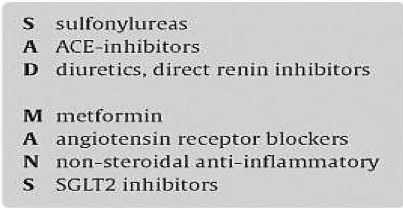 S sulfonylureas
A ACE-inhibitors
D diuretics, direct renin inhibitors
M metformin
A angiotensin receptor blockers
N non-steroidal anti-inflammatory
S SGLT2 inhibitors